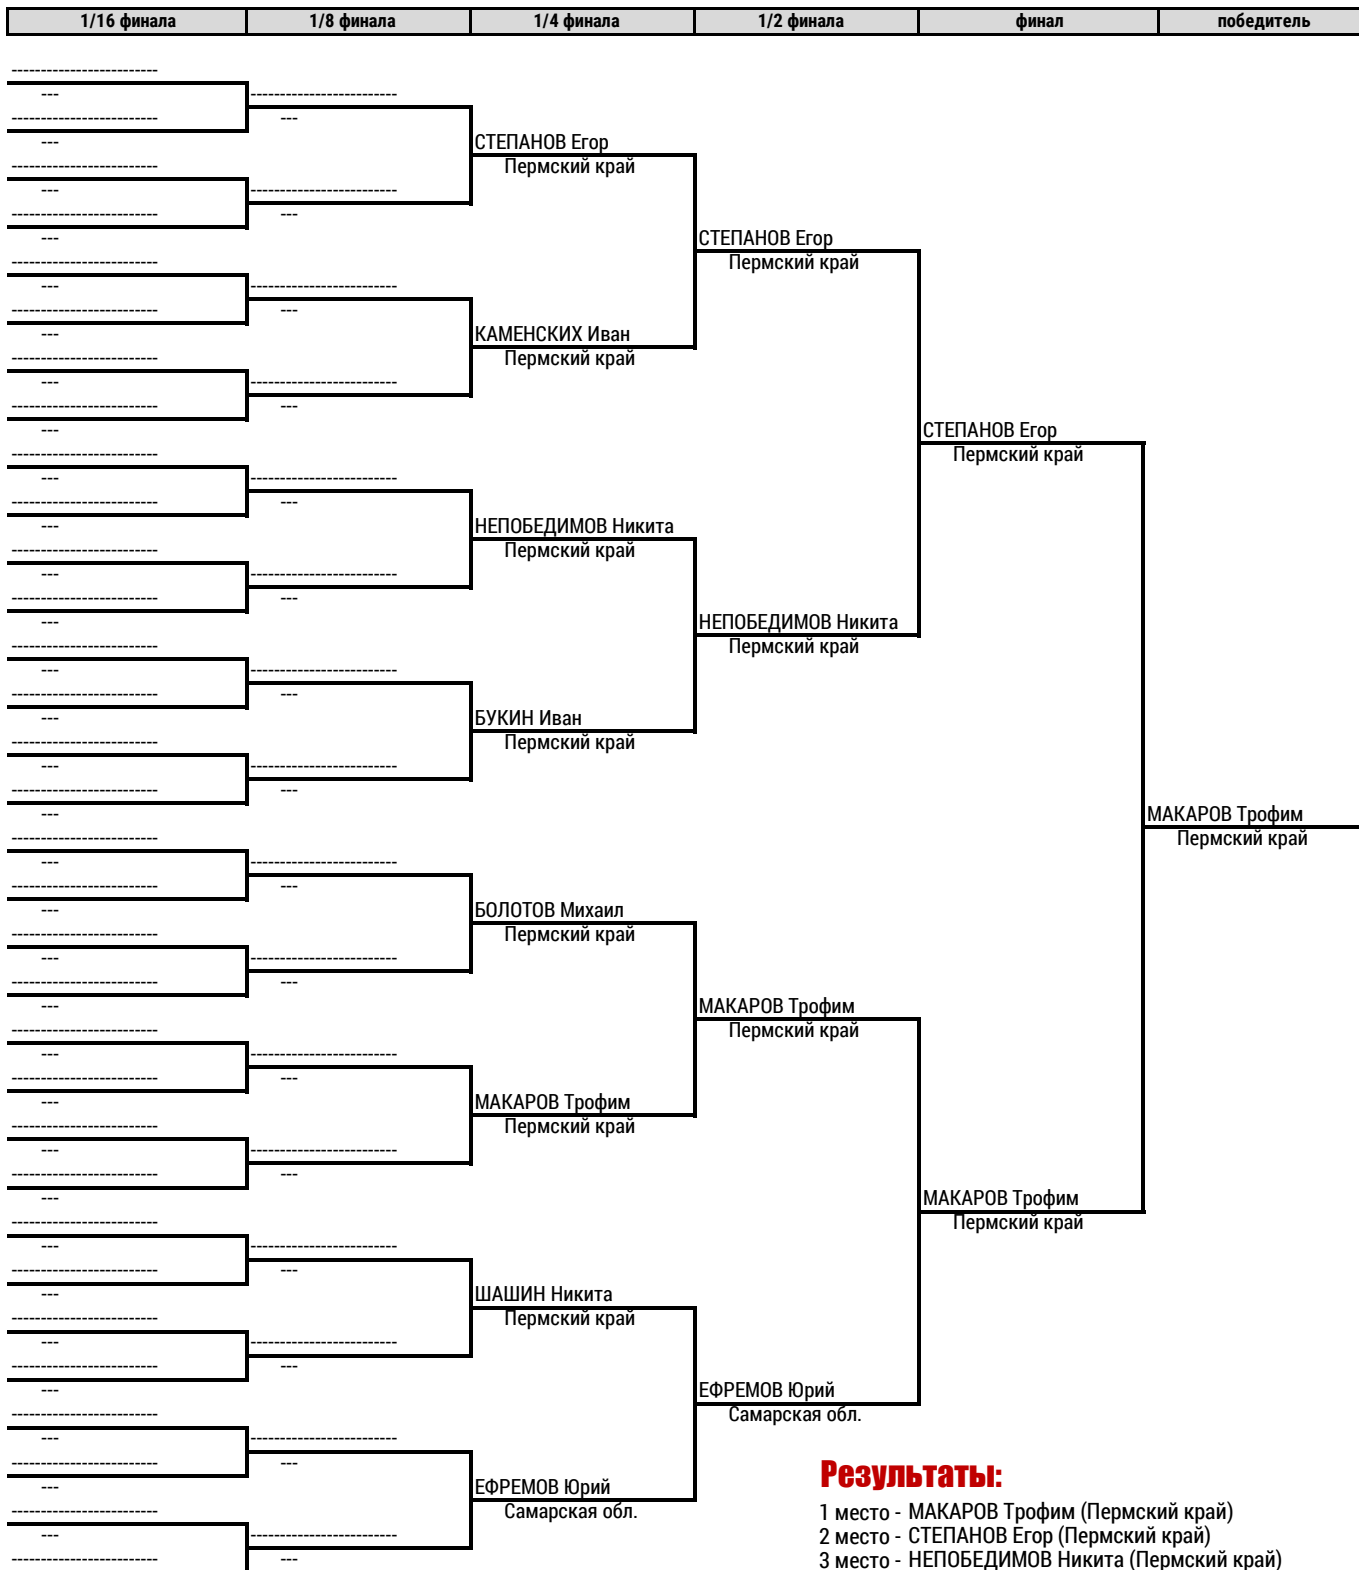 1/16 финала 1/8 финала 1/4 финала 1/2 финала финал победитель
СТЕПАНОВ Егор
Пермский край
СТЕПАНОВ Егор
Пермский край
КАМЕНСКИХ Иван
Пермский край
СТЕПАНОВ Егор
Пермский край
НЕПОБЕДИМОВ Никита
Пермский край
НЕПОБЕДИМОВ Никита
Пермский край
БУКИН Иван
Пермский край
МАКАРОВ Трофим
Пермский край
БОЛОТОВ Михаил
Пермский край
МАКАРОВ Трофим
Пермский край
МАКАРОВ Трофим
Пермский край
МАКАРОВ Трофим
Пермский край
ШАШИН Никита
Пермский край
ЕФРЕМОВ Юрий
Самарская обл.
ЕФРЕМОВ Юрий
Самарская обл.
Результаты:
1 место - МАКАРОВ Трофим (Пермский край)
2 место - СТЕПАНОВ Егор (Пермский край)
3 место - НЕПОБЕДИМОВ Никита (Пермский край)